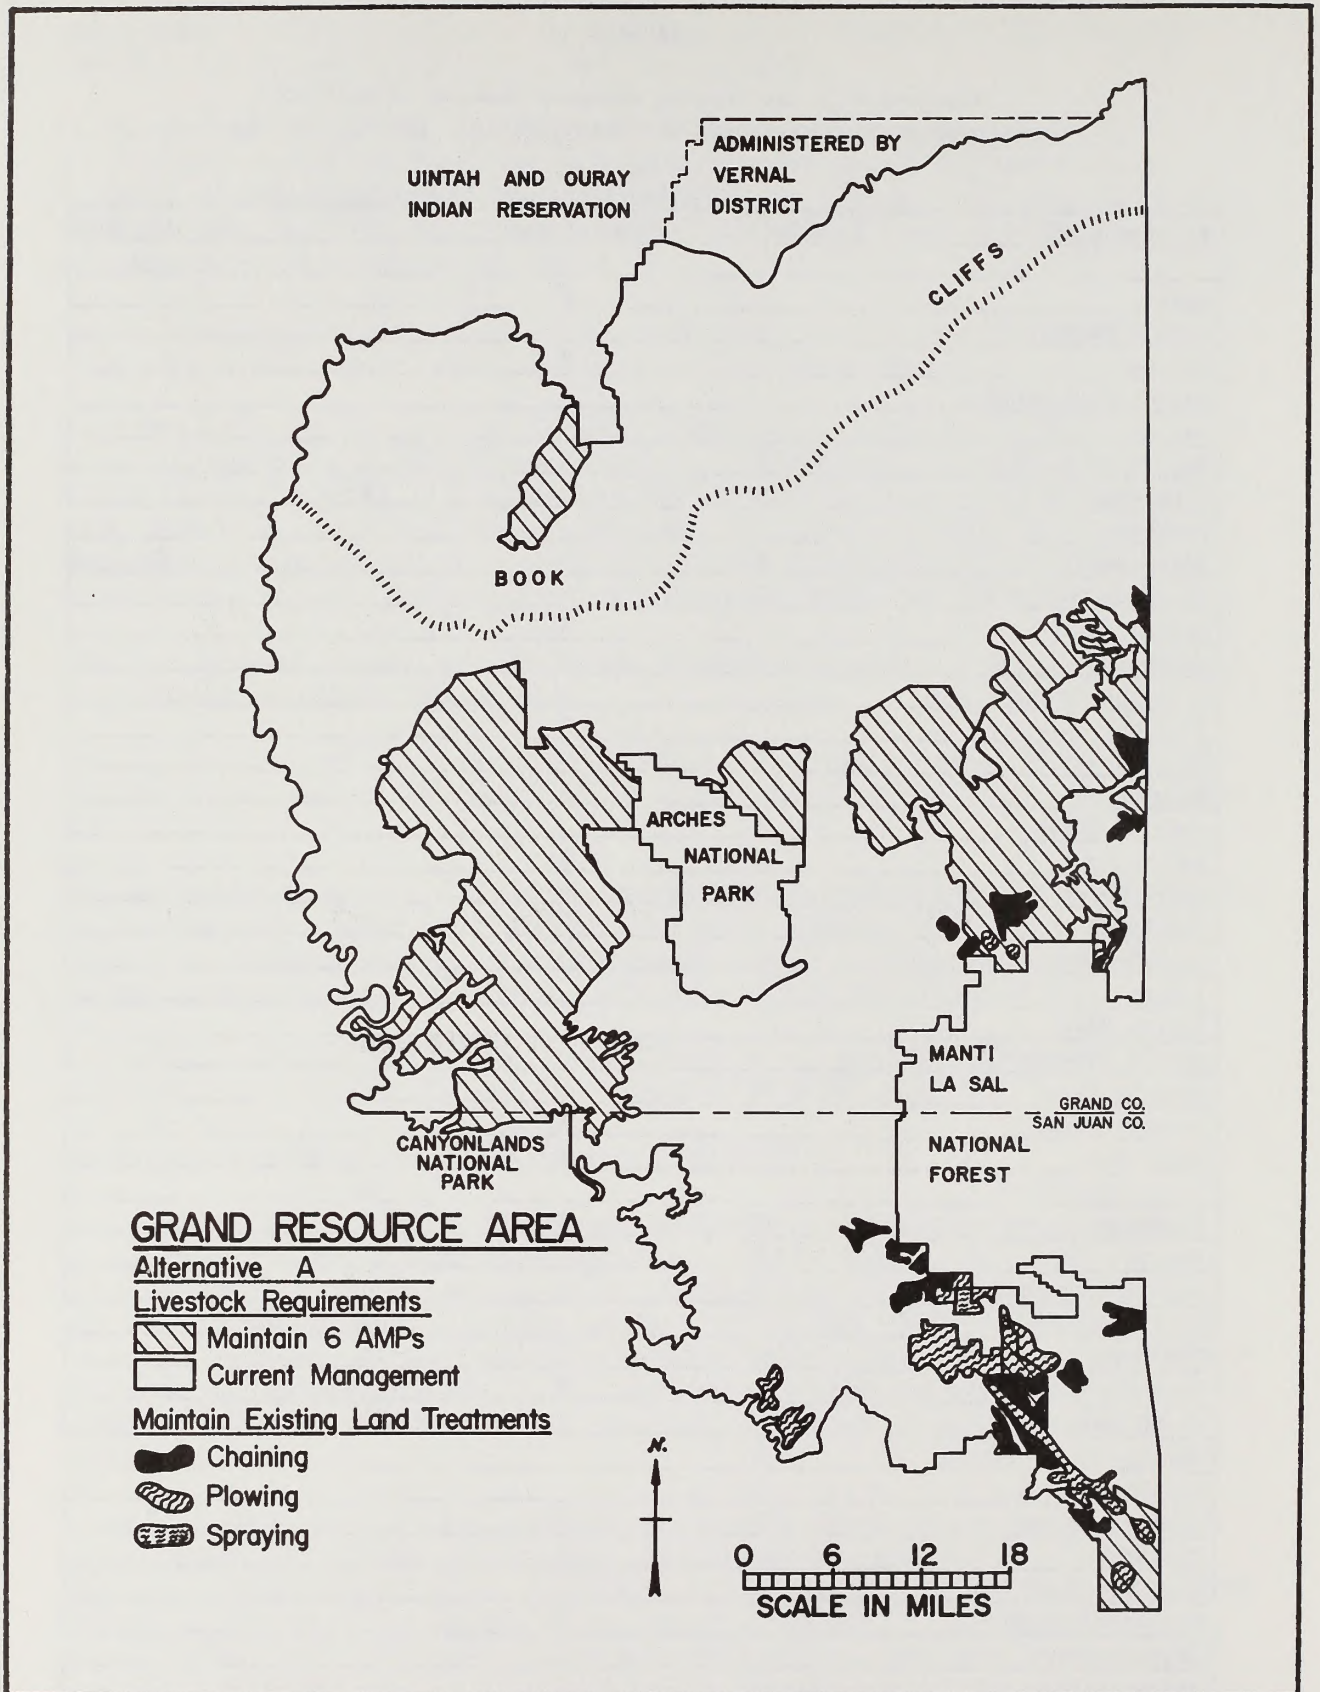 ADMINISTERED BY
VERNAL
DISTRICT
UINTAH AND OURAY
INDIAN RESERVATION
CLIFFS
BOOK
ARCHES
NATIONAL
PARK
MANTI
LA SAL
GRAND CO.
SAN JUAN CO.
NATIONAL
FOREST
CANYONLANDS
NATIONAL
PARK
GRAND RESOURCE AREA
Alternative A
Livestock Requirements
Maintain 6 AMPs
Current Management
Maintain Existing Land Treatments
Chaining
Plowing
Spraying
N.
0 6 12 18
SCALE IN MILES